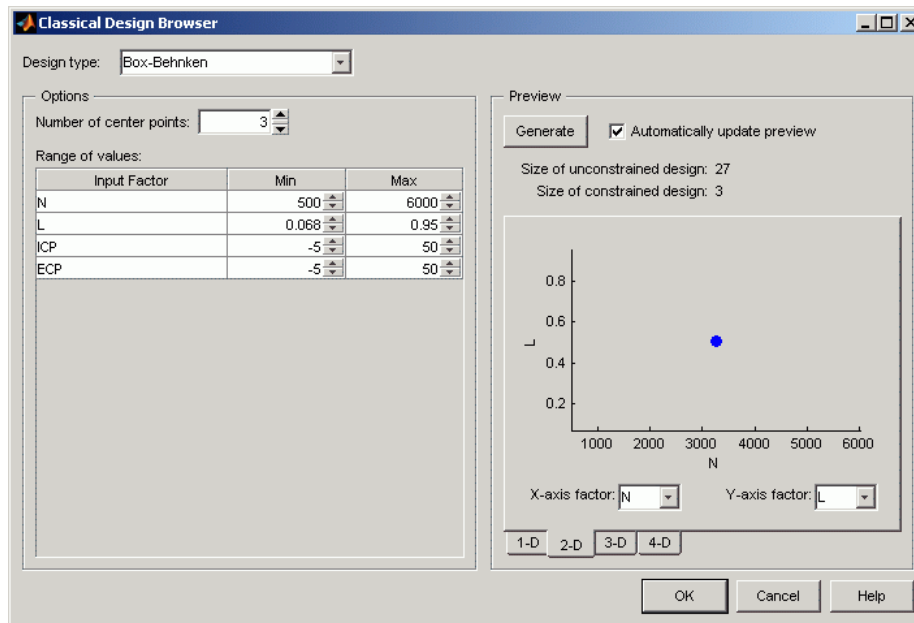 Classical Design Browser
Design type: Box-Behnken
Options
Number of center points: 3
Range of values:
Input Factor Min Max
N 500 6000
L 0.068 0.95
ICP -5 50
ECP -5 50
Preview
Generate Automatically update preview
Size of unconstrained design: 27
Size of constrained design: 3
0.8
0.6
0.4
0.2
L
1000 2000 3000 4000 5000 6000
N
X-axis factor: N Y-axis factor: L
1-D 2-D 3-D 4-D
OK Cancel Help